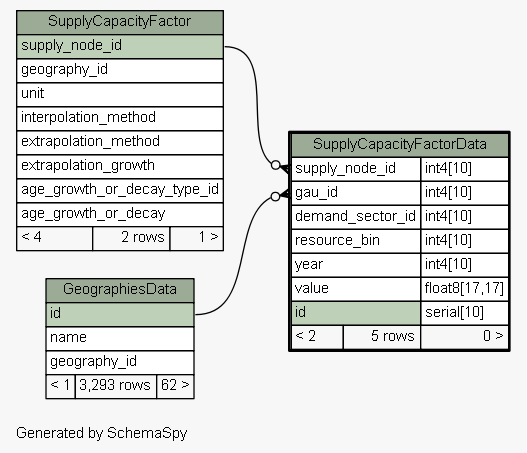 SupplyCapacityFactor
supply_node_id
geography_id
unit
interpolation_method
extrapolation_method
extrapolation_growth
age_growth_or_decay_type_id
age_growth_or_decay
< 4 2 rows 1 >
SupplyCapacityFactorData
supply_node_id int4[10]
gau_id int4[10]
demand_sector_id int4[10]
resource_bin int4[10]
year int4[10]
value float8[17,17]
id serial[10]
< 2 5 rows 0 >
GeographiesData
id
name
geography_id
< 1 3,293 rows 62 >
Generated by SchemaSpy